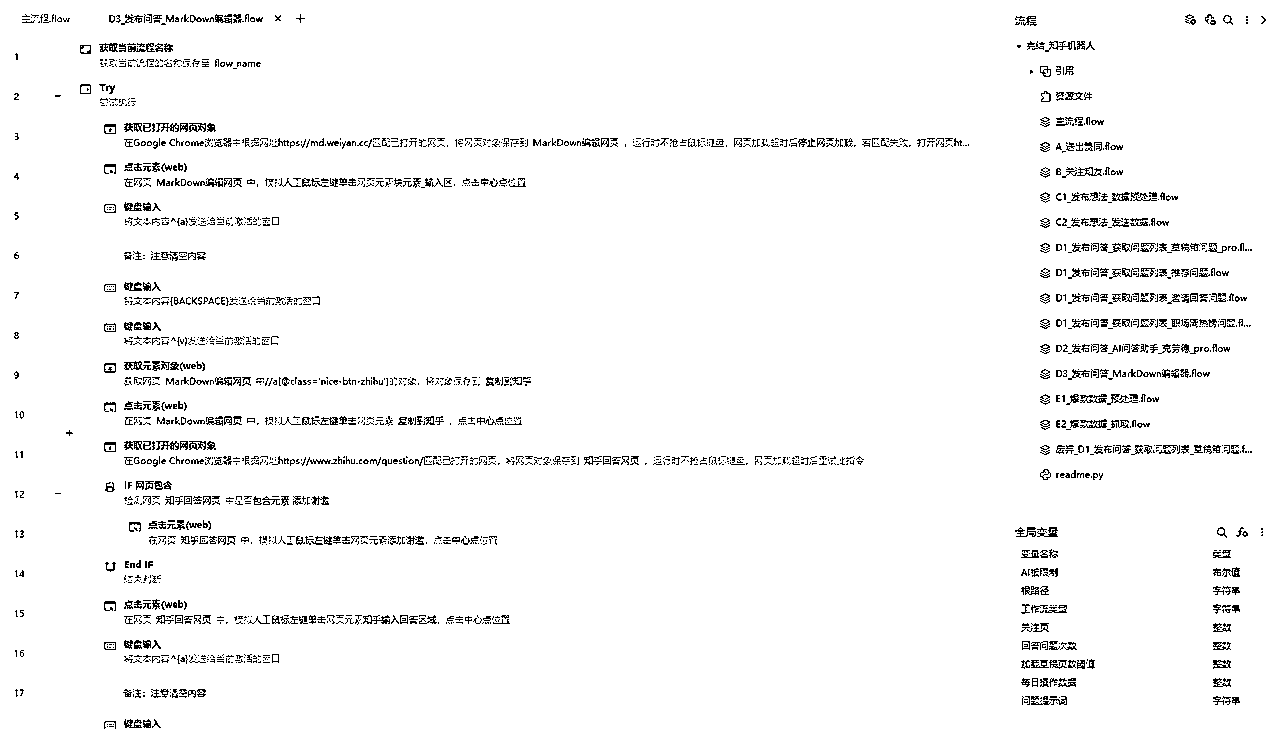 主流程.flow
D3_发布问答_MarkDown编辑器.flow
1
获取当前流程名称
获取当前流程的名称保存至 flow_name
2
Try
尝试执行
3
获取已打开的网页对象
在Google Chrome浏览器中根据网址https://md.weiyan.cc/匹配已打开的网页，将网页对象保存到 MarkDown编辑网页 ，运行时不抢占鼠标键盘，网页加载超时后停止网页加载，若匹配失败，打开网页ht...
4
点击元素(web)
在网页 MarkDown编辑网页 中，模拟人工鼠标左键单击网页元素块元素_输入区，点击中心点位置
5
键盘输入
将文本内容^{a}发送给当前激活的窗口
6
备注：注意清空内容
7
键盘输入
将文本内容{BACKSPACE}发送给当前激活的窗口
8
键盘输入
将文本内容^{v}发送给当前激活的窗口
9
获取元素对象(web)
获取网页 MarkDown编辑网页 中//a[@class='nice-btn-zhihu']的对象，将对象保存到 复制到知乎
10
点击元素(web)
在网页 MarkDown编辑网页 中，模拟人工鼠标左键单击网页元素 复制到知乎 ，点击中心点位置
11
获取已打开的网页对象
在Google Chrome浏览器中根据网址https://www.zhihu.com/question/匹配已打开的网页，将网页对象保存到 知乎回答网页 ，运行时不抢占鼠标键盘，网页加载超时后重试此指令
12
IF 网页包含
检测网页 知乎回答网页 中是否包含元素 添加谢邀
13
点击元素(web)
在网页 知乎回答网页 中，模拟人工鼠标左键单击网页元素添加谢邀，点击中心点位置
14
End IF
结束判断
15
点击元素(web)
在网页 知乎回答网页 中，模拟人工鼠标左键单击网页元素知乎输入回答区域，点击中心点位置
16
键盘输入
将文本内容^{a}发送给当前激活的窗口
17
备注：注意清空内容
键盘输入
流程
完结_知乎机器人
引用
资源文件
主流程.flow
A_送出赞同.flow
B_关注知友.flow
C1_发布想法_数据预处理.flow
C2_发布想法_发送数据.flow
D1_发布问答_获取问题列表_草稿箱问题_pro.fl...
D1_发布问答_获取问题列表_推荐问题.flow
D1_发布问答_获取问题列表_邀请回答问题.flow
D1_发布问答_获取问题列表_职场周热榜问题.fl...
D2_发布问答_AI问答助手_克劳德_pro.flow
D3_发布问答_MarkDown编辑器.flow
E1_爆款数据_预处理.flow
E2_爆款数据_抓取.flow
废弃_D1_发布问答_获取问题列表_草稿箱问题.f...
readme.py
全局变量
变量名称 类型
AI被限制 布尔值
根路径 字符串
工作流类型 字符串
关注页 整数
回答问题次数 整数
加载草稿页数阈值 整数
每日操作数据 整数
问题提示词 字符串